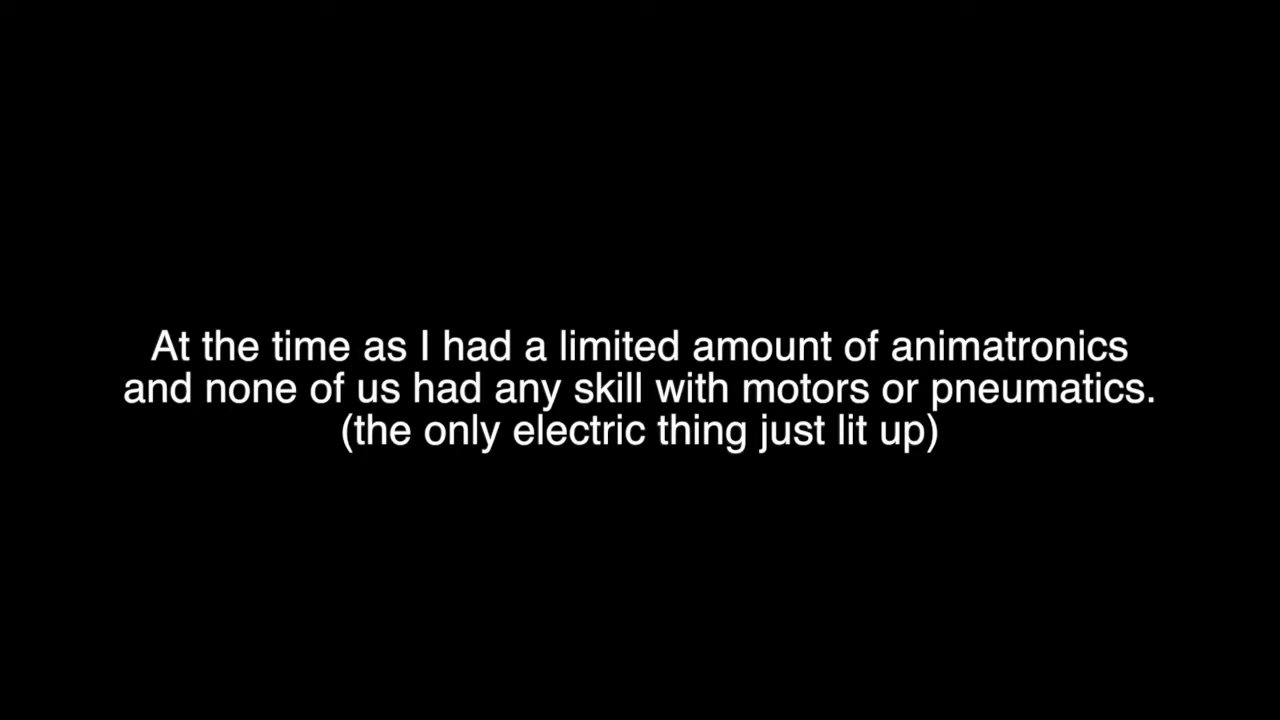 At the time as I had a limited amount of animatronics
and none of us had any skill with motors or pneumatics.
(the only electric thing just lit up)